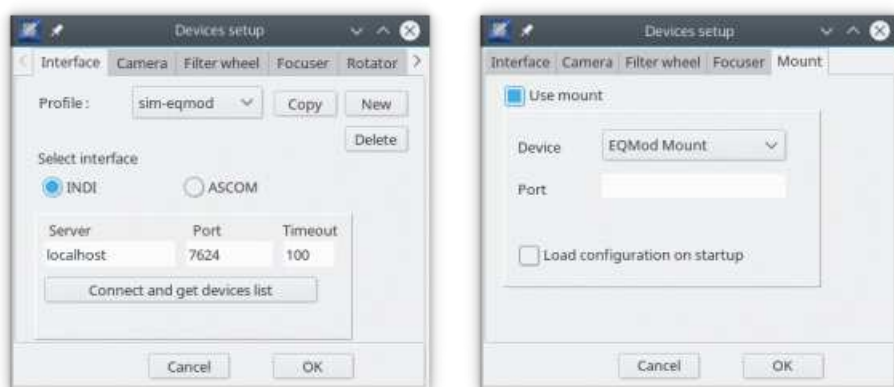 Devices setup
Interface Camera Filter wheel Focuser Rotator
Profile : sim-eqmod Copy New
Delete
Select interface
INDI ASCOM
Server Port Timeout
localhost 7624 100
Connect and get devices list
Cancel OK
Devices setup
Interface Camera Filter wheel Focuser Mount
Use mount
Device EQMod Mount
Port
Load configuration on startup
Cancel OK